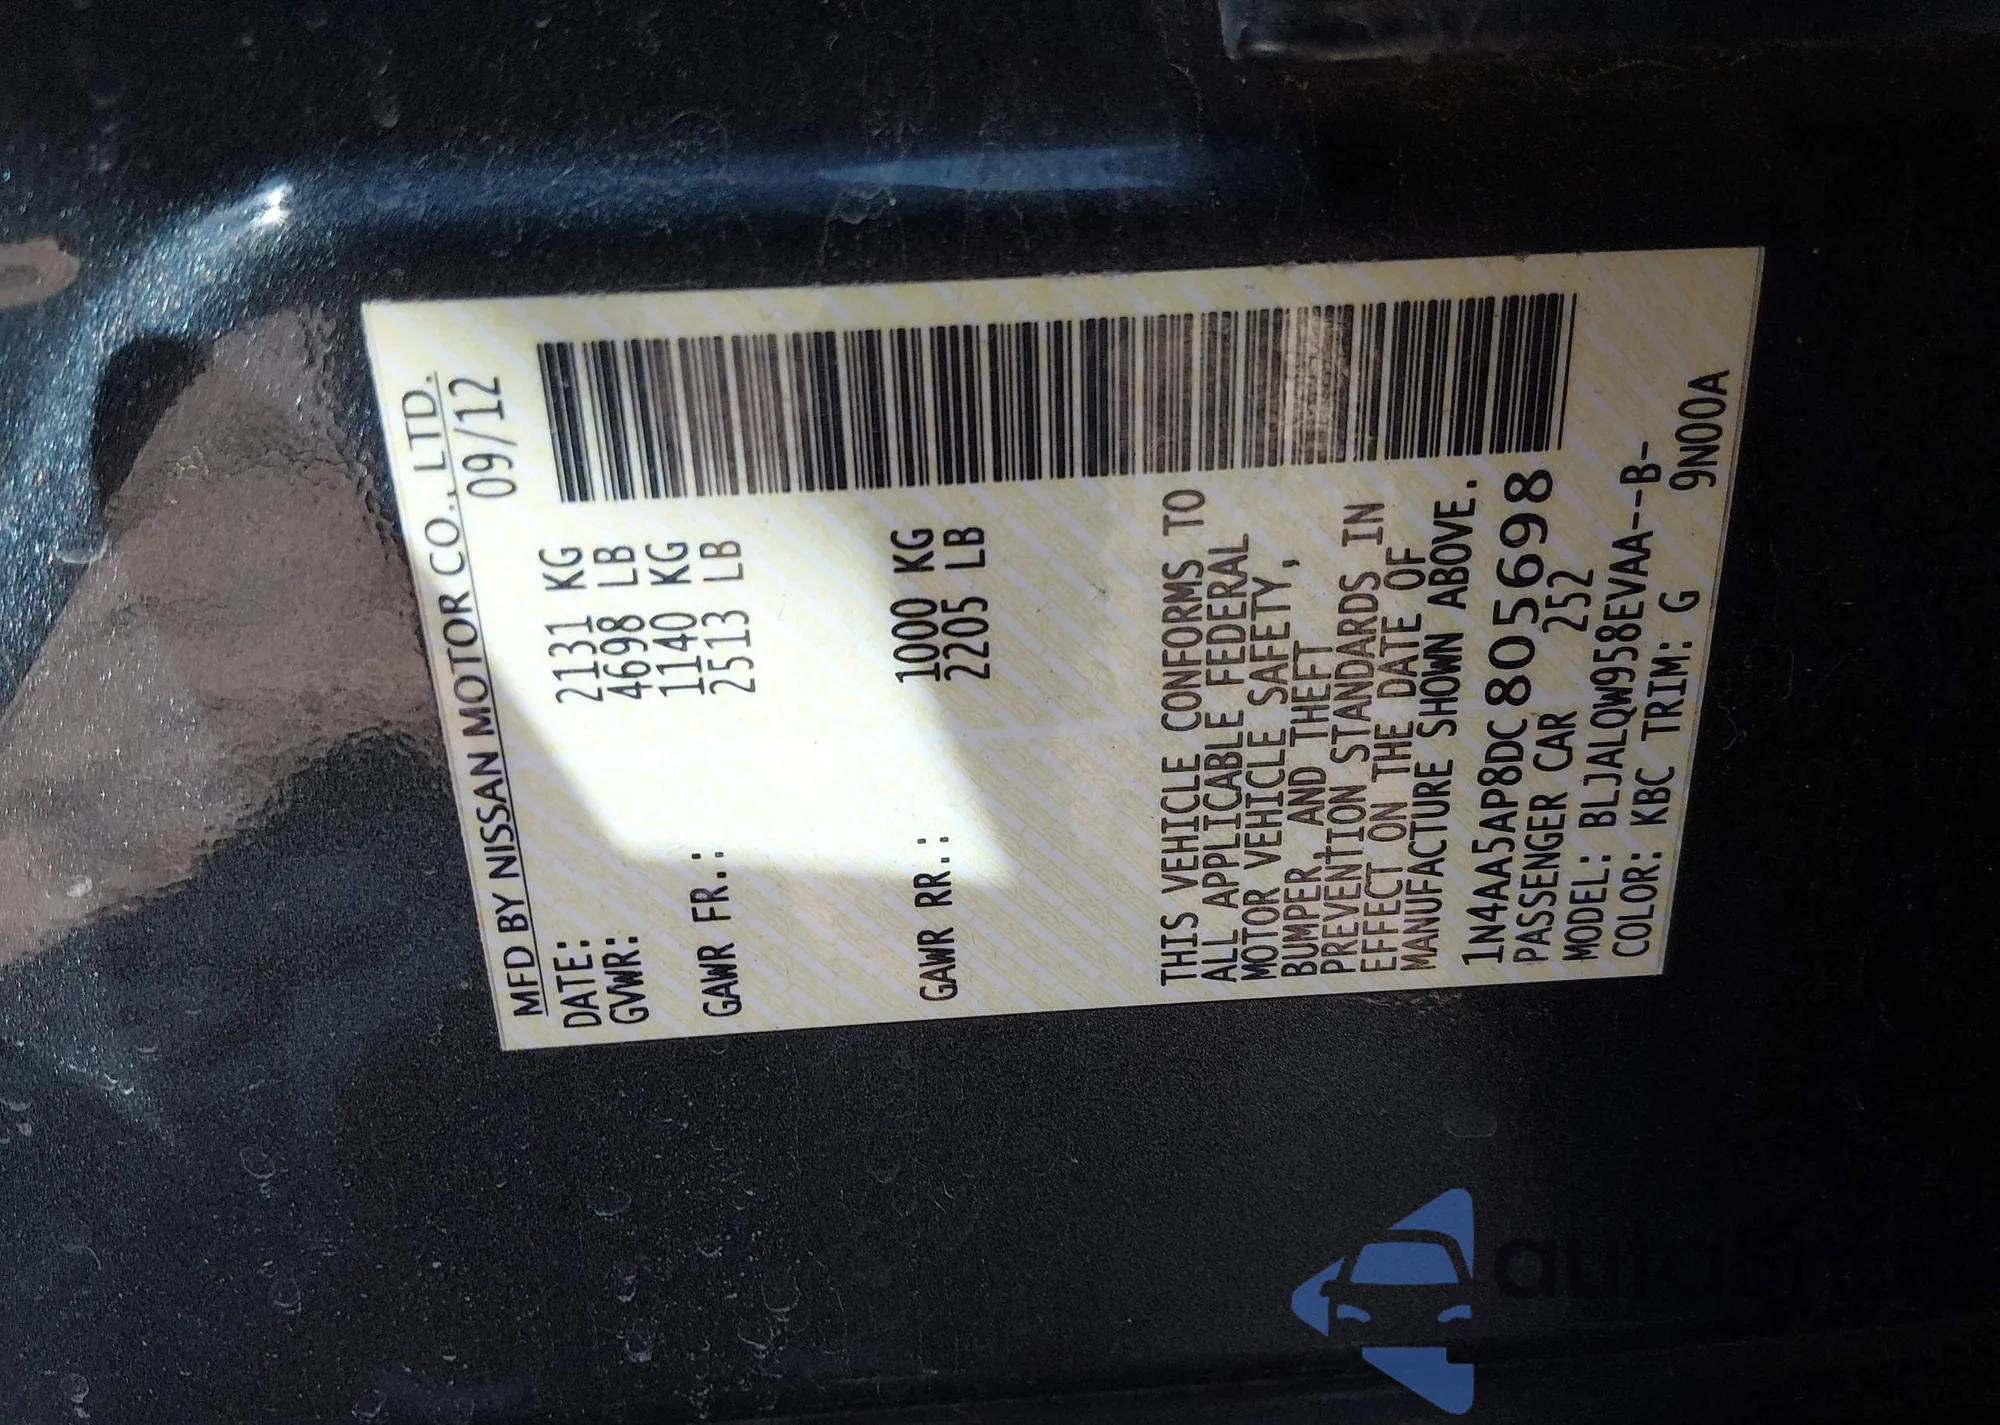 MFD BY NISSAN MOTOR CO., LTD.
DATE: 09/12
GVWR: 2131 KG
4698 LB
GAWR FR.: 1140 KG
2513 LB
GAWR RR.: 1000 KG
2205 LB
THIS VEHICLE CONFORMS TO
ALL APPLICABLE FEDERAL
MOTOR VEHICLE SAFETY,
BUMPER, AND THEFT
PREVENTION STANDARDS IN
EFFECT ON THE DATE OF
MANUFACTURE SHOWN ABOVE.
1N4AA5AP8DC805698
PASSENGER CAR 252
MODEL: BLJALQW958EVAA--B-
COLOR: KBC TRIM: G 9N00A